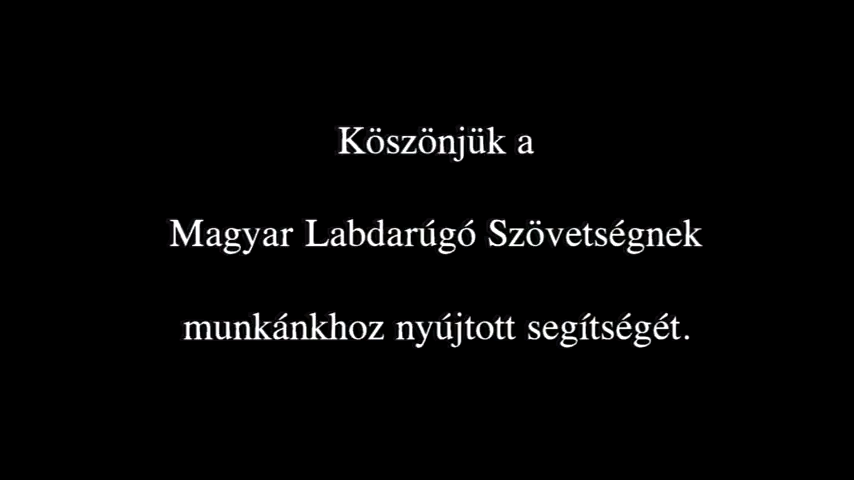 Köszönjük a
Magyar Labdarúgó Szövetségnek
munkánkhoz nyújtott segítségét.